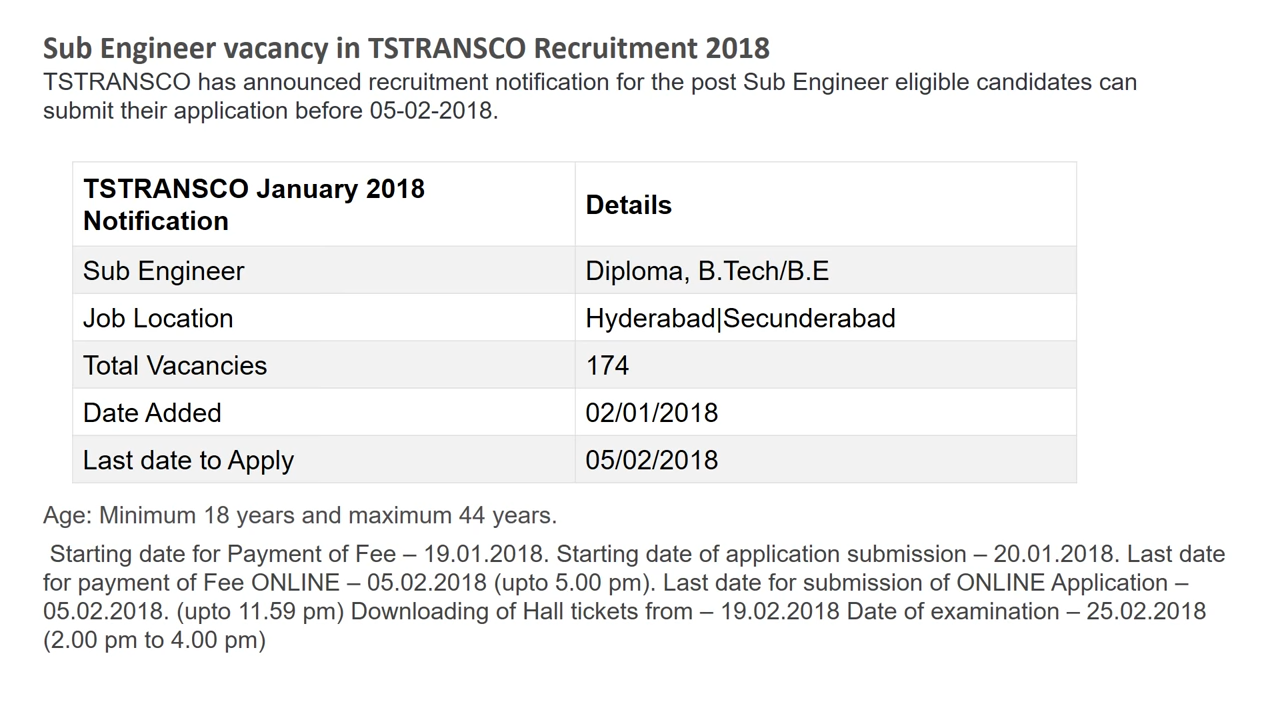 Sub Engineer vacancy in TSTRANSCO Recruitment 2018
TSTRANSCO has announced recruitment notification for the post Sub Engineer eligible candidates can
submit their application before 05-02-2018.
TSTRANSCO January 2018
Notification
Details
Sub Engineer
Diploma, B.Tech/B.E
Job Location
Hyderabad|Secunderabad
Total Vacancies
174
Date Added
02/01/2018
Last date to Apply
05/02/2018
Age: Minimum 18 years and maximum 44 years.
Starting date for Payment of Fee – 19.01.2018. Starting date of application submission – 20.01.2018. Last date
for payment of Fee ONLINE – 05.02.2018 (upto 5.00 pm). Last date for submission of ONLINE Application –
05.02.2018. (upto 11.59 pm) Downloading of Hall tickets from – 19.02.2018 Date of examination – 25.02.2018
(2.00 pm to 4.00 pm)